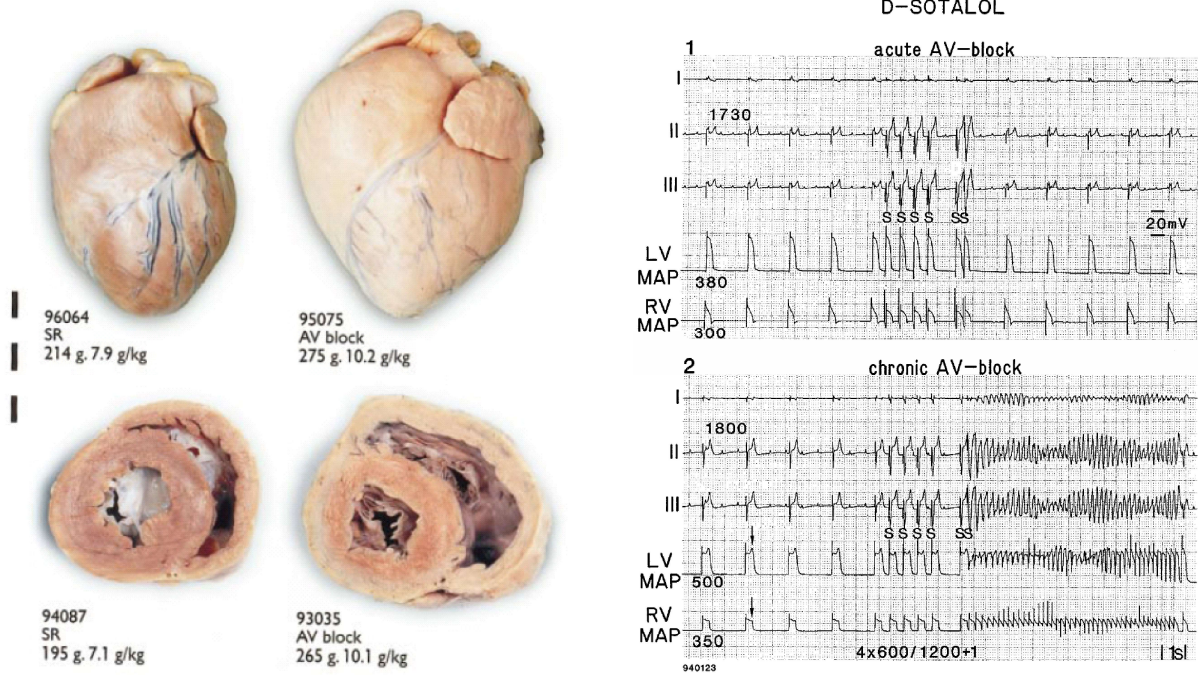 96064
SR
214 g. 7.9 g/kg
95075
AV block
275 g. 10.2 g/kg
94087
SR
195 g. 7.1 g/kg
93035
AV block
265 g. 10.1 g/kg
D-SOTALOL
1
acute AV-block
I
1730
II
III
S S S S SS
20mV
LV
MAP
380
RV
MAP
300
2
chronic AV-block
I
1800
II
III
S S S S SS
LV
MAP
500
RV
MAP
350
4x600/1200+1
1s
940123